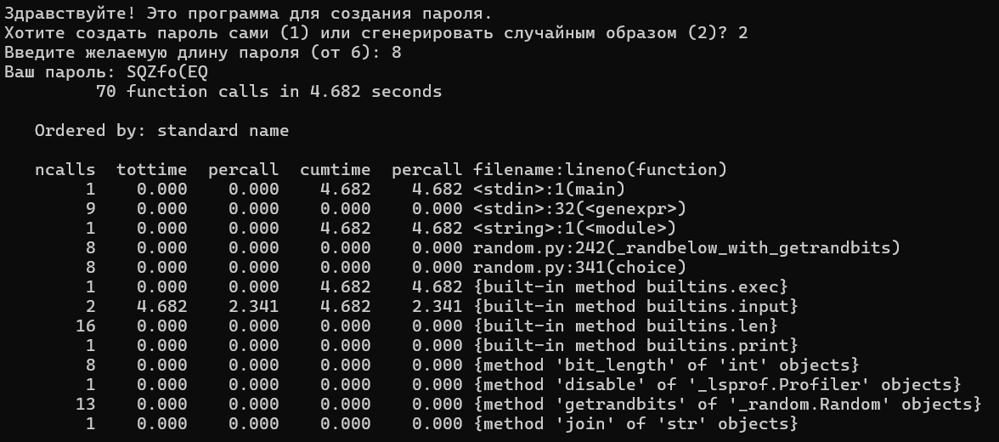 Здравствуйте! Это программа для создания пароля.
Хотите создать пароль сами (1) или сгенерировать случайным образом (2)? 2
Введите желаемую длину пароля (от 6): 8
Ваш пароль: SQZfo(EQ
         70 function calls in 4.682 seconds

   Ordered by: standard name

   ncalls  tottime  percall  cumtime  percall filename:lineno(function)
        1    0.000    0.000    4.682    4.682 <stdin>:1(main)
        9    0.000    0.000    0.000    0.000 <stdin>:32(<genexpr>)
        1    0.000    0.000    4.682    4.682 <string>:1(<module>)
        8    0.000    0.000    0.000    0.000 random.py:242(_randbelow_with_getrandbits)
        8    0.000    0.000    0.000    0.000 random.py:341(choice)
        1    0.000    0.000    4.682    4.682 {built-in method builtins.exec}
        2    4.682    2.341    4.682    2.341 {built-in method builtins.input}
       16    0.000    0.000    0.000    0.000 {built-in method builtins.len}
        1    0.000    0.000    0.000    0.000 {built-in method builtins.print}
        8    0.000    0.000    0.000    0.000 {method 'bit_length' of 'int' objects}
        1    0.000    0.000    0.000    0.000 {method 'disable' of '_lsprof.Profiler' objects}
       13    0.000    0.000    0.000    0.000 {method 'getrandbits' of '_random.Random' objects}
        1    0.000    0.000    0.000    0.000 {method 'join' of 'str' objects}